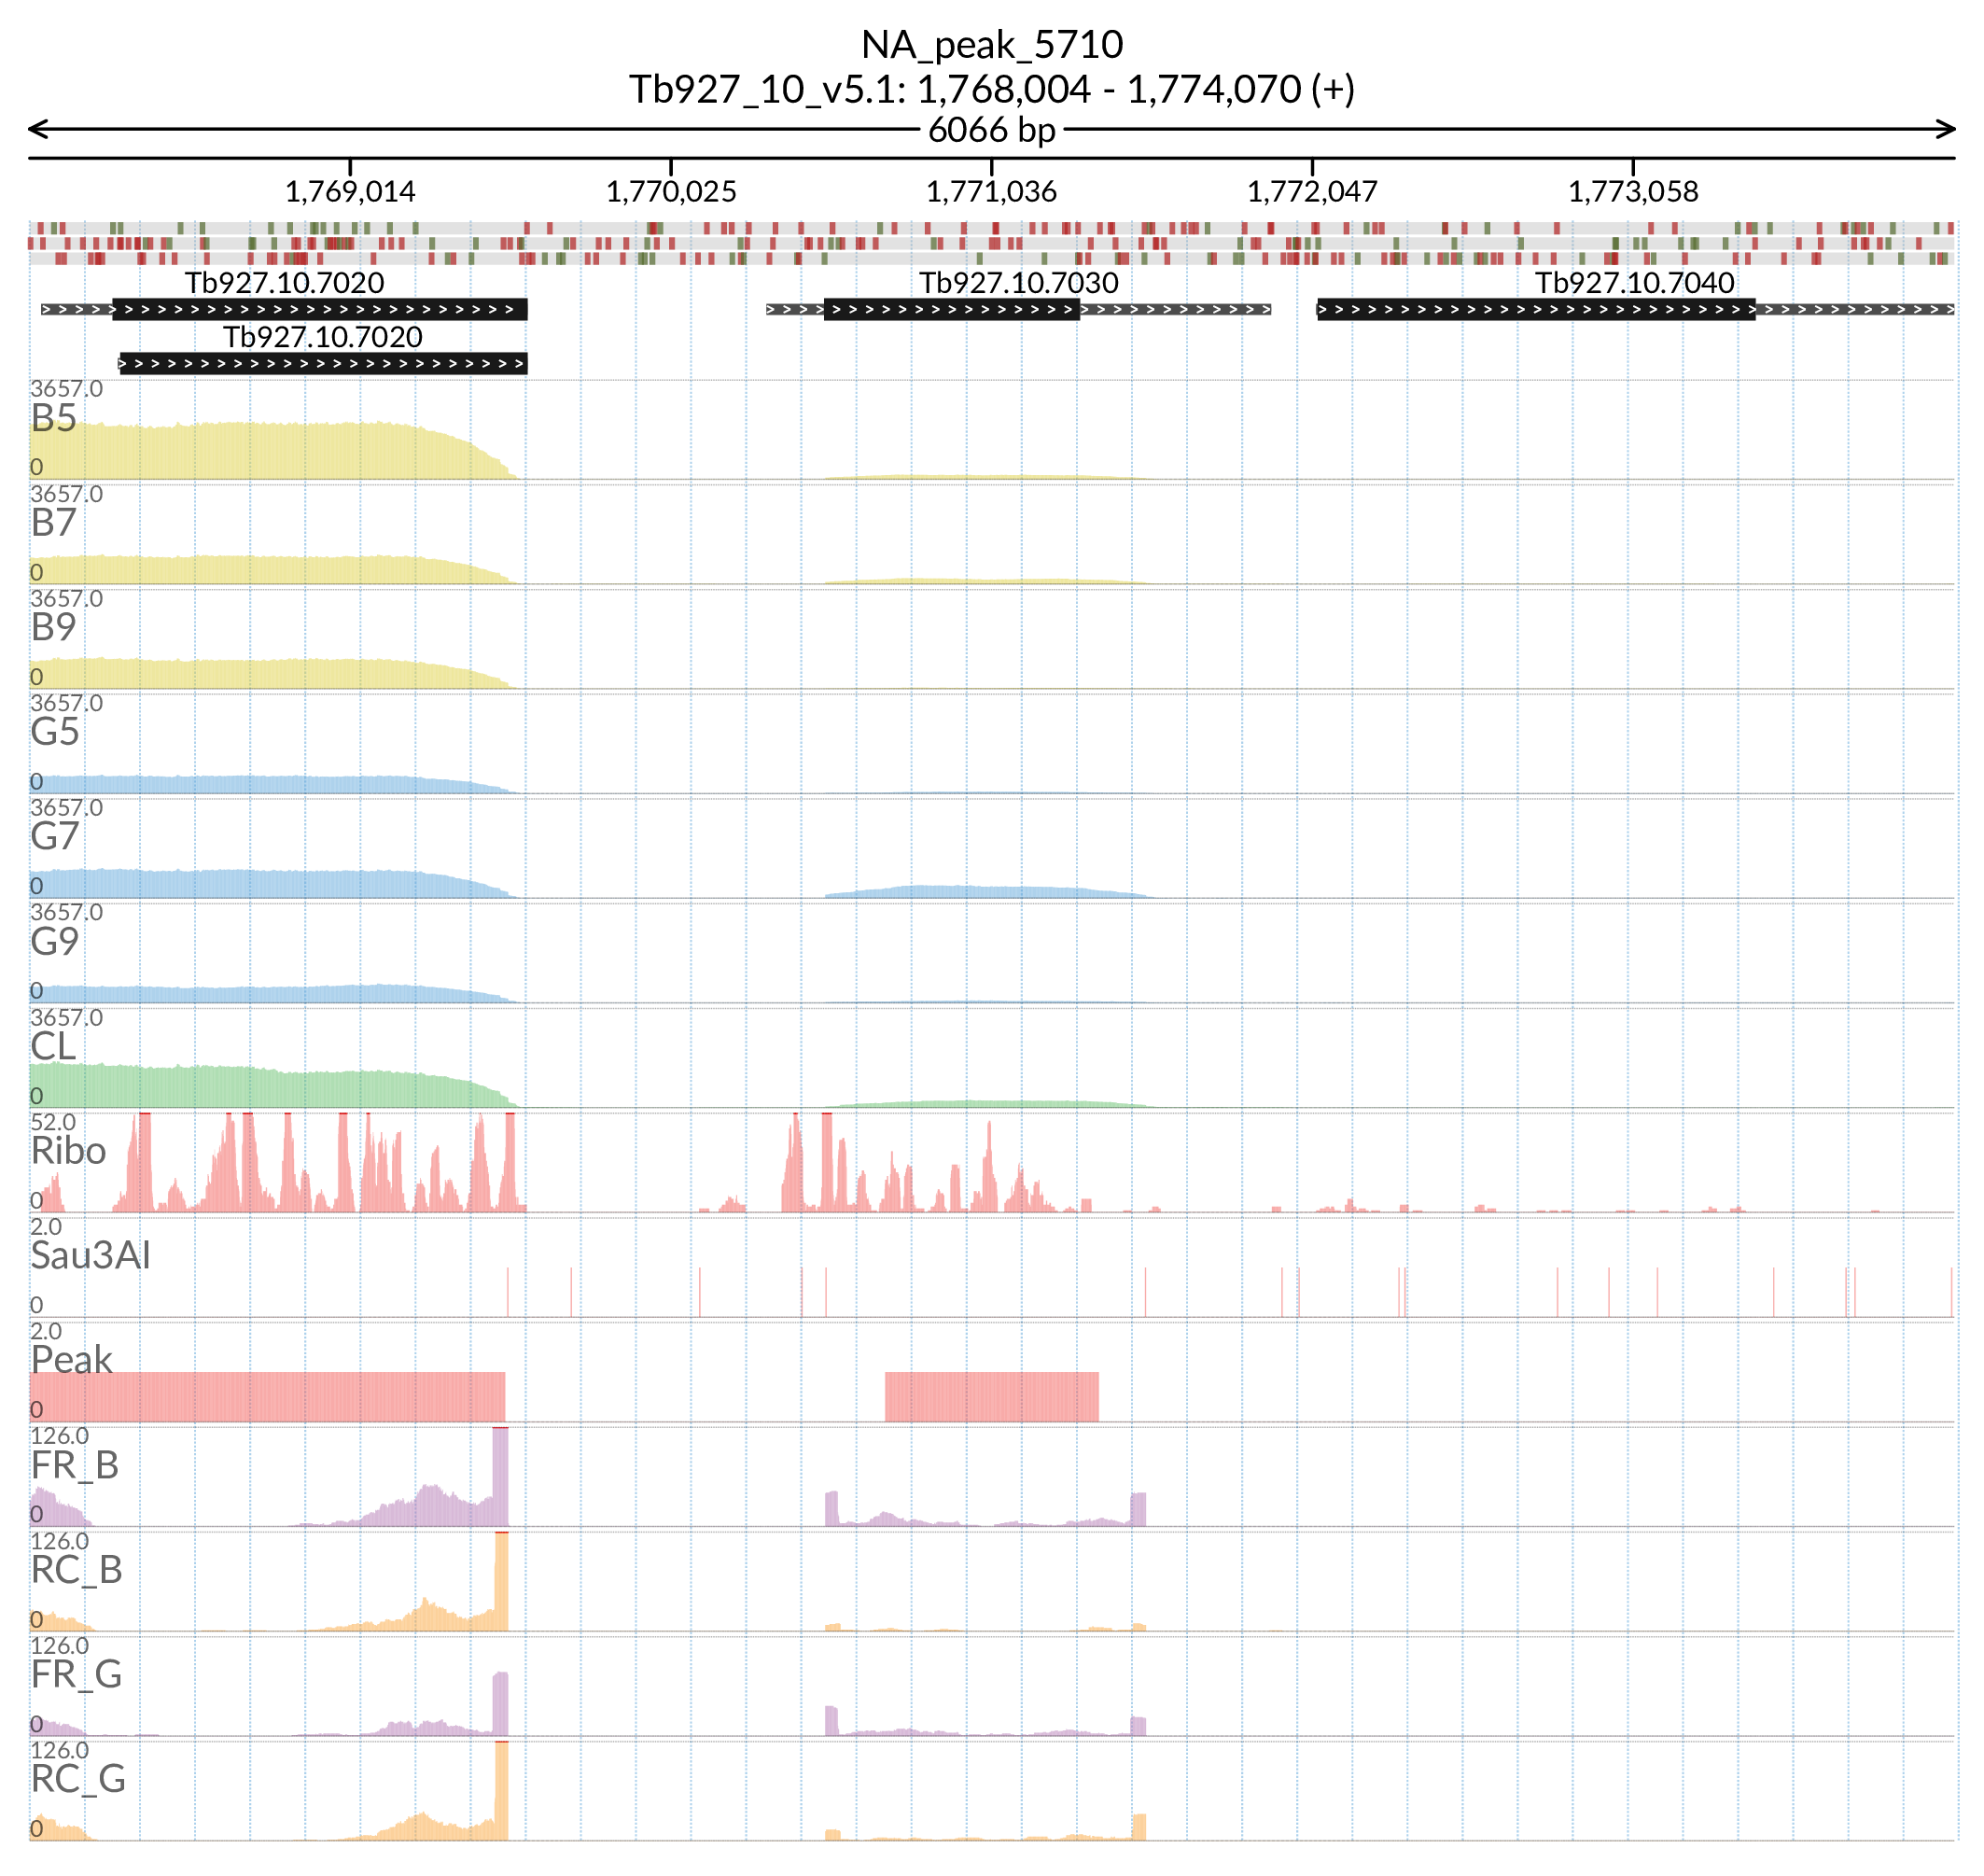 NA_peak_5710
Tb927_10_v5.1: 1,768,004 - 1,774,070 (+)
6066 bp
1,769,014 1,770,025 1,771,036 1,772,047 1,773,058
Tb927.10.7020 Tb927.10.7030 Tb927.10.7040
Tb927.10.7020
3657.0
B5
0
3657.0
B7
0
3657.0
B9
0
3657.0
G5
0
3657.0
G7
0
3657.0
G9
0
3657.0
CL
0
52.0
Ribo
0
2.0
Sau3AI
0
2.0
Peak
0
126.0
FR_B
0
126.0
RC_B
0
126.0
FR_G
0
126.0
RC_G
0